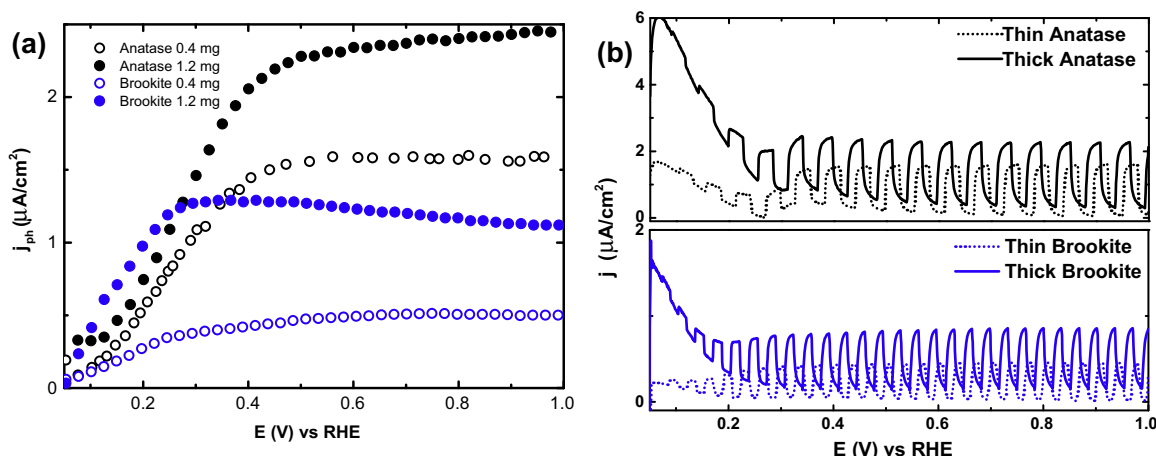 (a)
Anatase 0.4 mg
Anatase 1.2 mg
Brookite 0.4 mg
Brookite 1.2 mg
2
1
0
j_ph (µA/cm²)
0.2 0.4 0.6 0.8 1.0
E (V) vs RHE
(b)
Thin Anatase
Thick Anatase
6
4
2
0
Thin Brookite
Thick Brookite
2
0
j (µA/cm²)
0.2 0.4 0.6 0.8 1.0
E (V) vs RHE